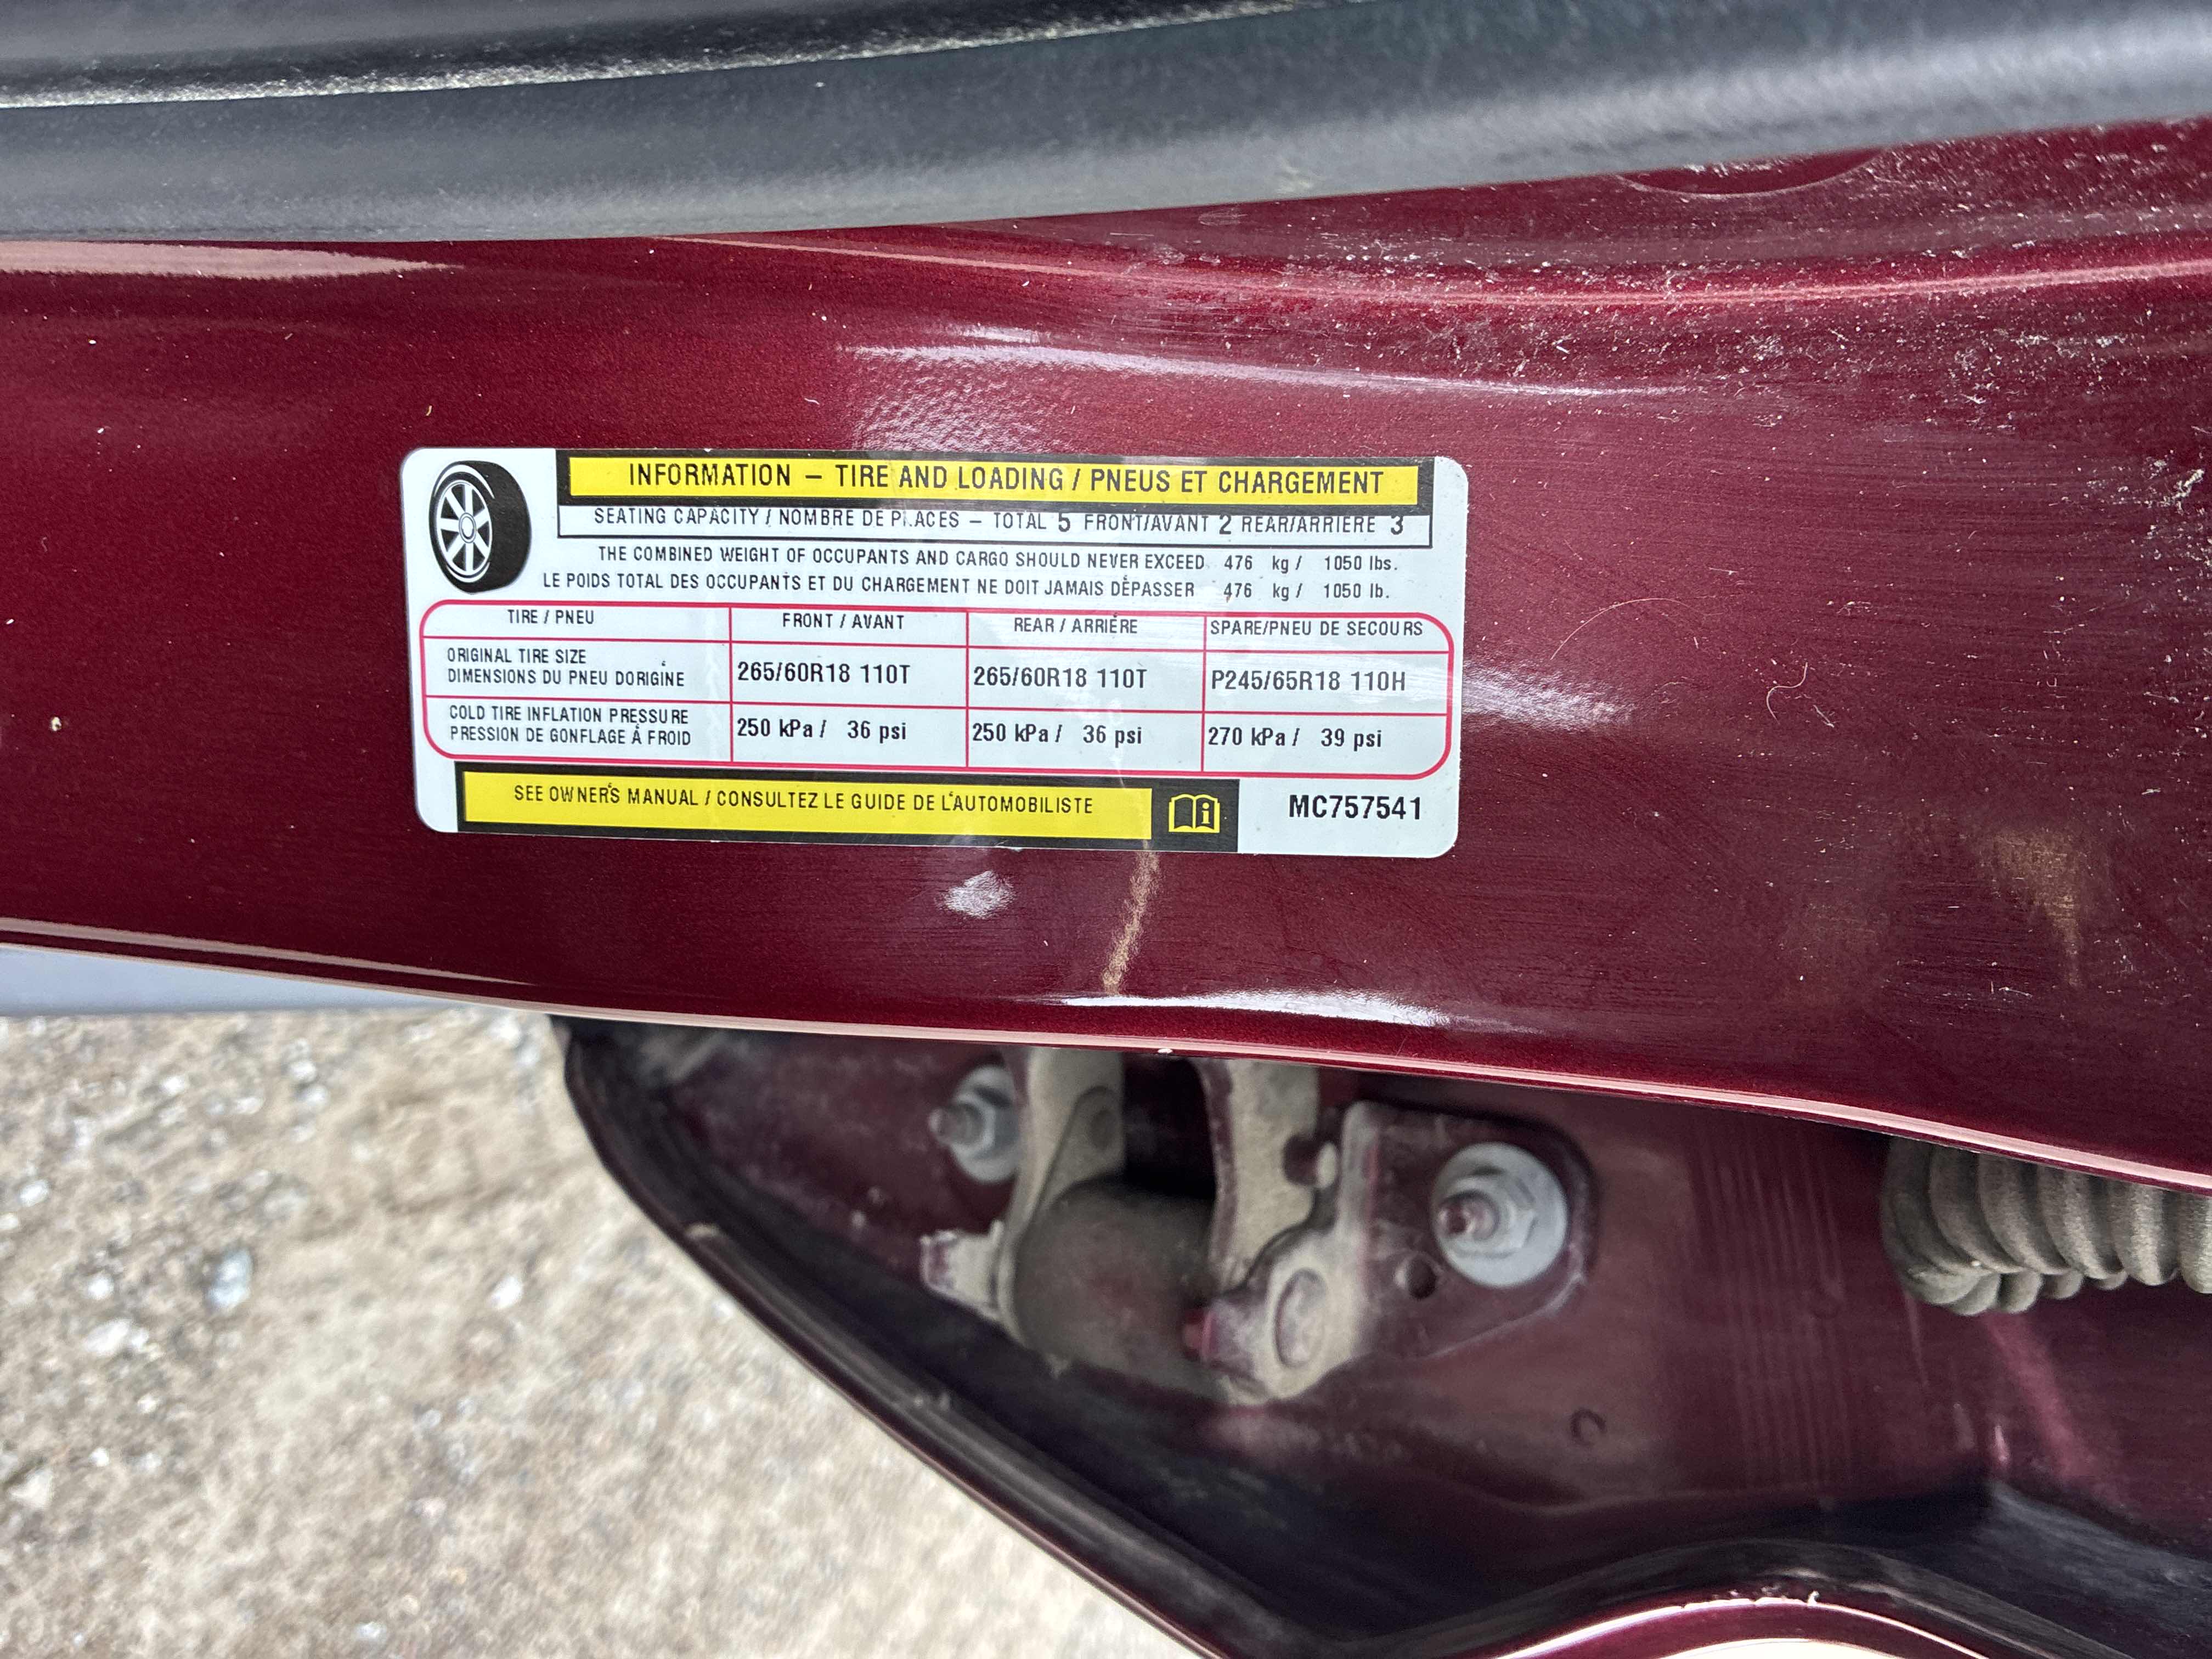 INFORMATION – TIRE AND LOADING / PNEUS ET CHARGEMENT
SEATING CAPACITY / NOMBRE DE PLACES – TOTAL 5 FRONT/AVANT 2 REAR/ARRIÈRE 3
THE COMBINED WEIGHT OF OCCUPANTS AND CARGO SHOULD NEVER EXCEED 476 kg / 1050 lbs.
LE POIDS TOTAL DES OCCUPANTS ET DU CHARGEMENT NE DOIT JAMAIS DÉPASSER 476 kg / 1050 lb.
TIRE / PNEU FRONT / AVANT REAR / ARRIÈRE SPARE/PNEU DE SECOURS
ORIGINAL TIRE SIZE
DIMENSIONS DU PNEU D'ORIGINE 265/60R18 110T 265/60R18 110T P245/65R18 110H
COLD TIRE INFLATION PRESSURE
PRESSION DE GONFLAGE À FROID 250 kPa / 36 psi 250 kPa / 36 psi 270 kPa / 39 psi
SEE OWNER'S MANUAL / CONSULTEZ LE GUIDE DE L'AUTOMOBILISTE
MC757541